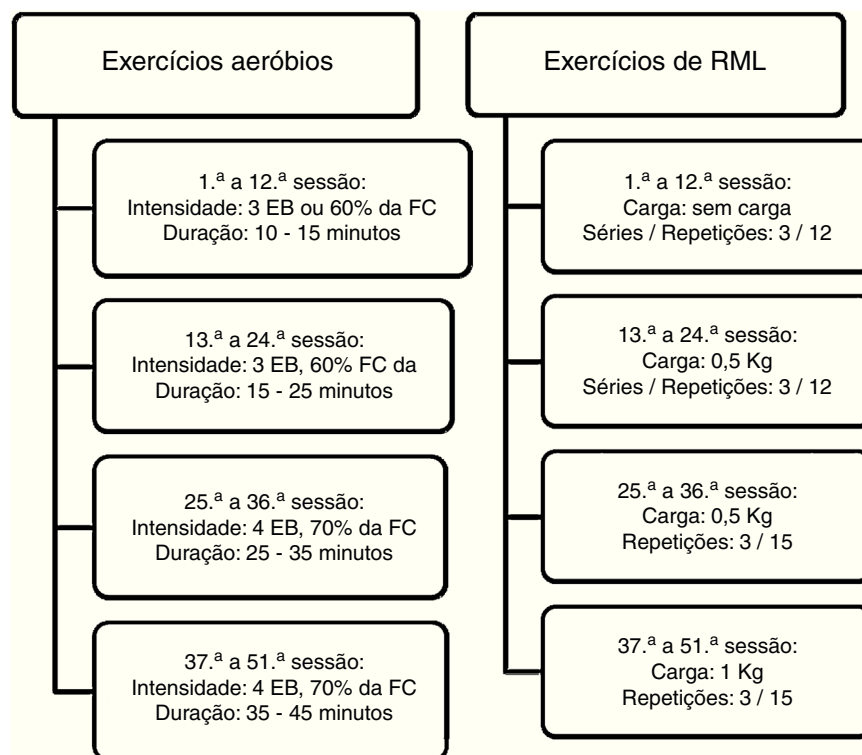 Exercícios aeróbios
1.ª a 12.ª sessão:
Intensidade: 3 EB ou 60% da FC
Duração: 10 - 15 minutos
13.ª a 24.ª sessão:
Intensidade: 3 EB, 60% FC da
Duração: 15 - 25 minutos
25.ª a 36.ª sessão:
Intensidade: 4 EB, 70% da FC
Duração: 25 - 35 minutos
37.ª a 51.ª sessão:
Intensidade: 4 EB, 70% da FC
Duração: 35 - 45 minutos
Exercícios de RML
1.ª a 12.ª sessão:
Carga: sem carga
Séries / Repetições: 3 / 12
13.ª a 24.ª sessão:
Carga: 0,5 Kg
Séries / Repetições: 3 / 12
25.ª a 36.ª sessão:
Carga: 0,5 Kg
Repetições: 3 / 15
37.ª a 51.ª sessão:
Carga: 1 Kg
Repetições: 3 / 15